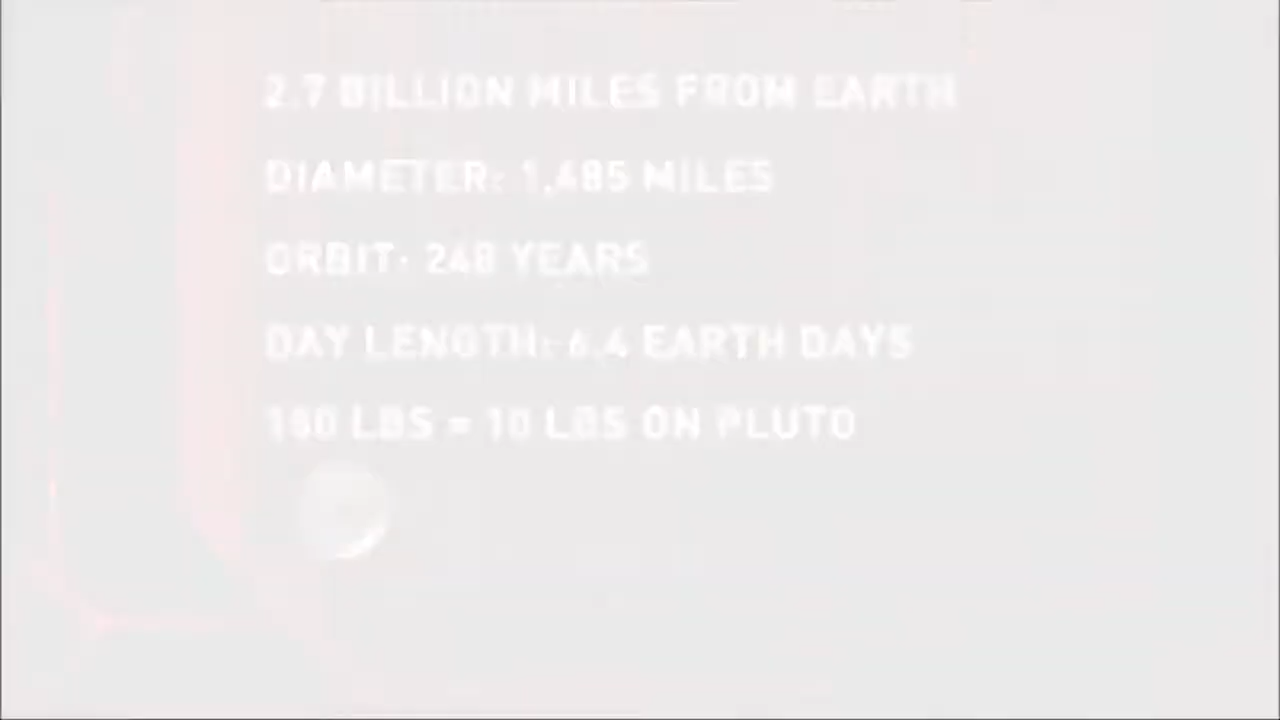 2.7 BILLION MILES FROM EARTH
DIAMETER: 1,485 MILES
ORBIT: 248 YEARS
DAY LENGTH: 6.4 EARTH DAYS
LBS = 10 LBS ON PLUTO